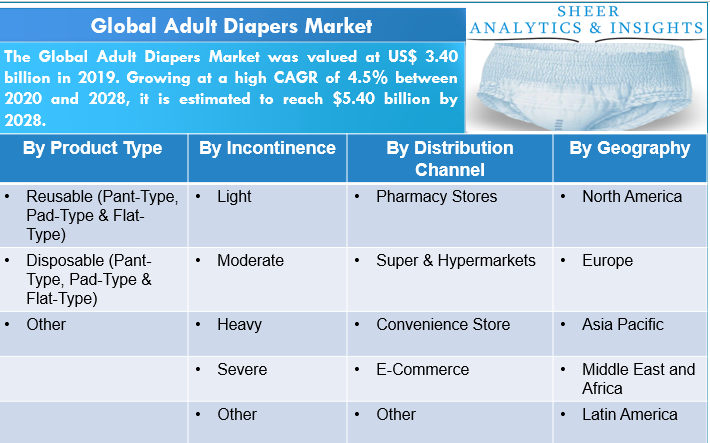 Global Adult Diapers Market
SHEER
ANALYTICS & INSIGHTS
The Global Adult Diapers Market was valued at US$ 3.40
billion in 2019. Growing at a high CAGR of 4.5% between
2020 and 2028, it is estimated to reach $5.40 billion by
2028.
By Product Type
By Incontinence
By Distribution
Channel
By Geography
• Reusable (Pant-Type,
Pad-Type & Flat-
Type)
• Light
• Pharmacy Stores
• North America
• Disposable (Pant-
Type, Pad-Type &
Flat-Type)
• Moderate
• Super & Hypermarkets
• Europe
• Other
• Heavy
• Convenience Store
• Asia Pacific
• Severe
• E-Commerce
• Middle East and
Africa
• Other
• Other
• Latin America